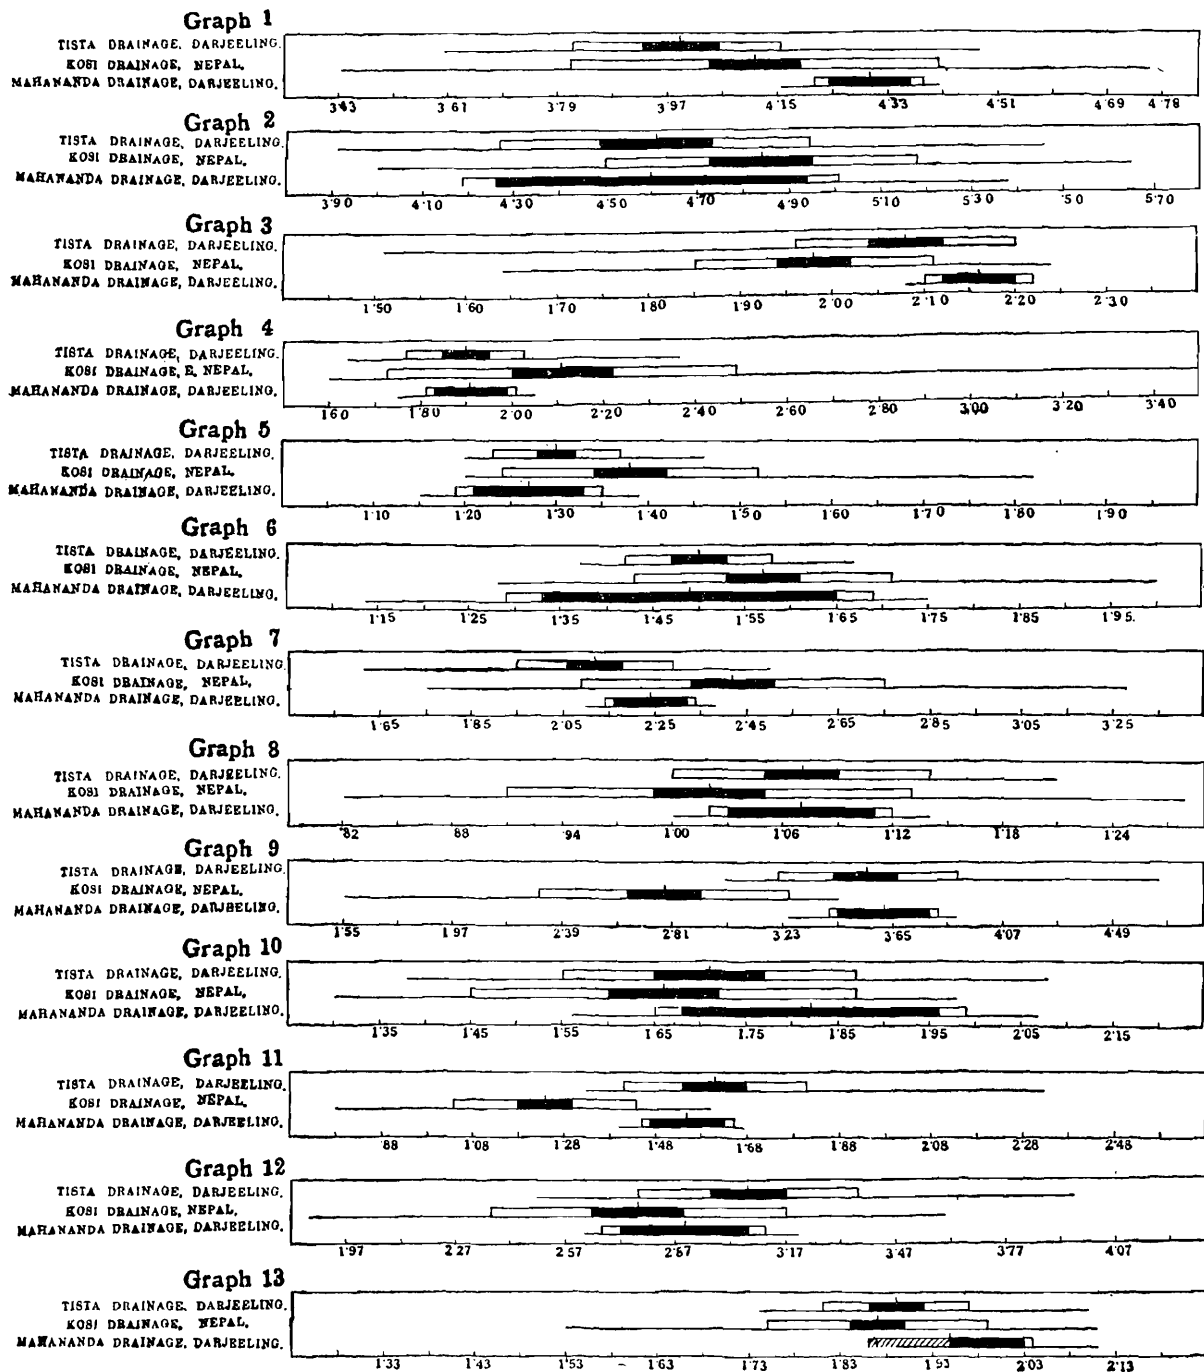 Graph 1
TISTA DRAINAGE, DARJEELING.
KOSI DRAINAGE, NEPAL.
MAHANANDA DRAINAGE, DARJEELING.
3·43 3·61 3·79 3·97 4·15 4·33 4·51 4·69 4·78
Graph 2
TISTA DRAINAGE, DARJEELING.
KOSI DRAINAGE, NEPAL.
MAHANANDA DRAINAGE, DARJEELING.
3·90 4·10 4·30 4·50 4·70 4·90 5·10 5·30 ·50 5·70
Graph 3
TISTA DRAINAGE, DARJEELING.
KOSI DRAINAGE, NEPAL.
MAHANANDA DRAINAGE, DARJEELING.
1·50 1·60 1·70 1·80 1·90 2·00 2·10 2·20 2·30
Graph 4
TISTA DRAINAGE, DARJEELING.
KOSI DRAINAGE, E. NEPAL.
MAHANANDA DRAINAGE, DARJEELING.
1·60 1·80 2·00 2·20 2·40 2·60 2·80 3·00 3·20 3·40
Graph 5
TISTA DRAINAGE, DARJEELING.
KOSI DRAINAGE, NEPAL.
MAHANANDA DRAINAGE, DARJEELING.
1·10 1·20 1·30 1·40 1·50 1·60 1·70 1·80 1·90
Graph 6
TISTA DRAINAGE, DARJEELING.
KOSI DRAINAGE, NEPAL.
MAHANANDA DRAINAGE, DARJEELING.
1·15 1·25 1·35 1·45 1·55 1·65 1·75 1·85 1·95.
Graph 7
TISTA DRAINAGE, DARJEELING.
KOSI DRAINAGE, NEPAL.
MAHANANDA DRAINAGE, DARJEELING.
1·65 1·85 2·05 2·25 2·45 2·65 2·85 3·05 3·25
Graph 8
TISTA DRAINAGE, DARJEELING.
KOSI DRAINAGE, NEPAL.
MAHANANDA DRAINAGE, DARJEELING.
·82 ·88 ·94 1·00 1·06 1·12 1·18 1·24
Graph 9
TISTA DRAINAGE, DARJEELING.
KOSI DRAINAGE, NEPAL.
MAHANANDA DRAINAGE, DARJEELING.
1·55 1·97 2·39 2·81 3·23 3·65 4·07 4·49
Graph 10
TISTA DRAINAGE, DARJEELING.
KOSI DRAINAGE, NEPAL.
MAHANANDA DRAINAGE, DARJEELING.
1·35 1·45 1·55 1·65 1·75 1·85 1·95 2·05 2·15
Graph 11
TISTA DRAINAGE, DARJEELING.
KOSI DRAINAGE, NEPAL.
MAHANANDA DRAINAGE, DARJEELING.
·88 1·08 1·28 1·48 1·68 1·88 2·08 2·28 2·48
Graph 12
TISTA DRAINAGE, DARJEELING.
KOSI DRAINAGE, NEPAL.
MAHANANDA DRAINAGE, DARJEELING.
1·97 2·27 2·57 2·67 3·17 3·47 3·77 4·07
Graph 13
TISTA DRAINAGE, DARJEELING.
KOSI DRAINAGE, NEPAL.
MAHANANDA DRAINAGE, DARJEELING.
1·33 1·43 1·53 1·63 1·73 1·83 1·93 2·03 2·13